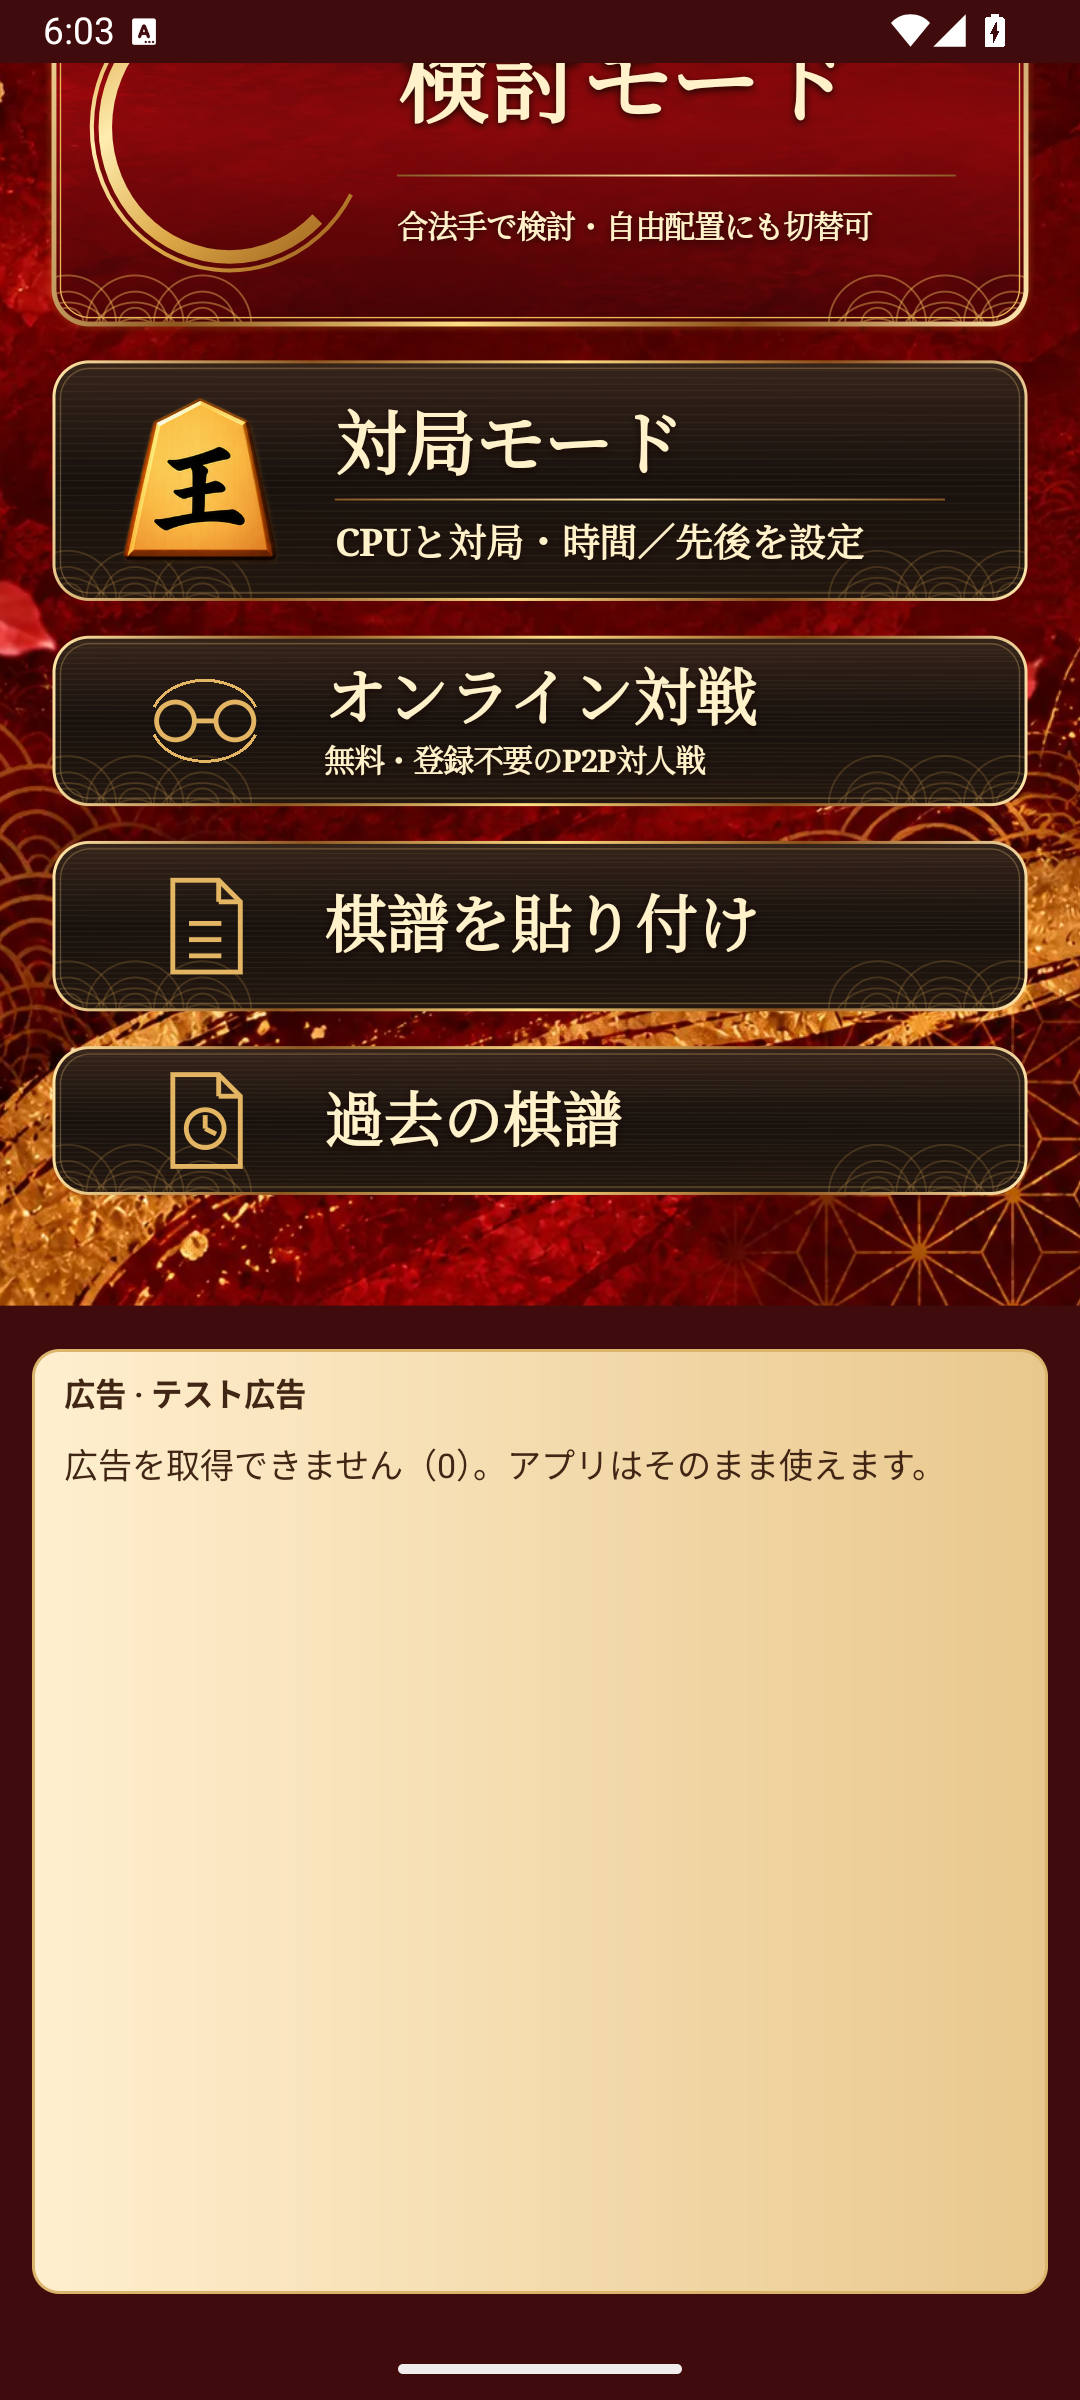 6:03
検討モード
合法手で検討・自由配置にも切替可
王
対局モード
CPUと対局・時間／先後を設定
オンライン対戦
無料・登録不要のP2P対人戦
棋譜を貼り付け
過去の棋譜
広告 · テスト広告
広告を取得できません（0）。アプリはそのまま使えます。